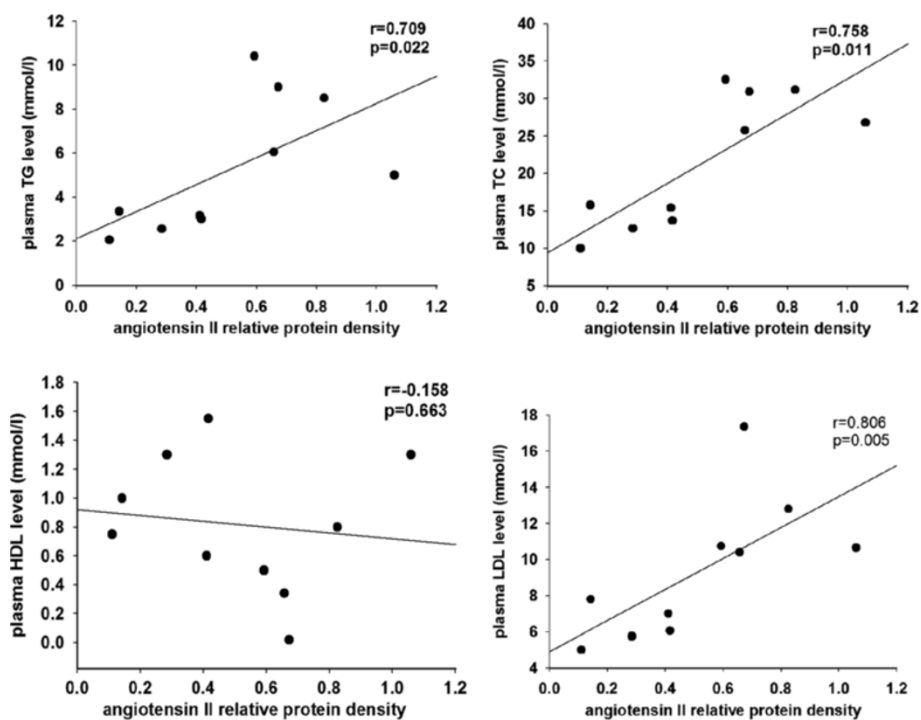 r=0.709
p=0.022
plasma TG level (mmol/l)
12
10
8
6
4
2
0
0.0 0.2 0.4 0.6 0.8 1.0 1.2
angiotensin II relative protein density
r=0.758
p=0.011
plasma TC level (mmol/l)
40
35
30
25
20
15
10
5
0.0 0.2 0.4 0.6 0.8 1.0 1.2
angiotensin II relative protein density
r=-0.158
p=0.663
plasma HDL level (mmol/l)
1.8
1.6
1.4
1.2
1.0
0.8
0.6
0.4
0.2
0.0
0.0 0.2 0.4 0.6 0.8 1.0 1.2
angiotensin II relative protein density
r=0.806
p=0.005
plasma LDL level (mmol/l)
18
16
14
12
10
8
6
4
0.0 0.2 0.4 0.6 0.8 1.0 1.2
angiotensin II relative protein density